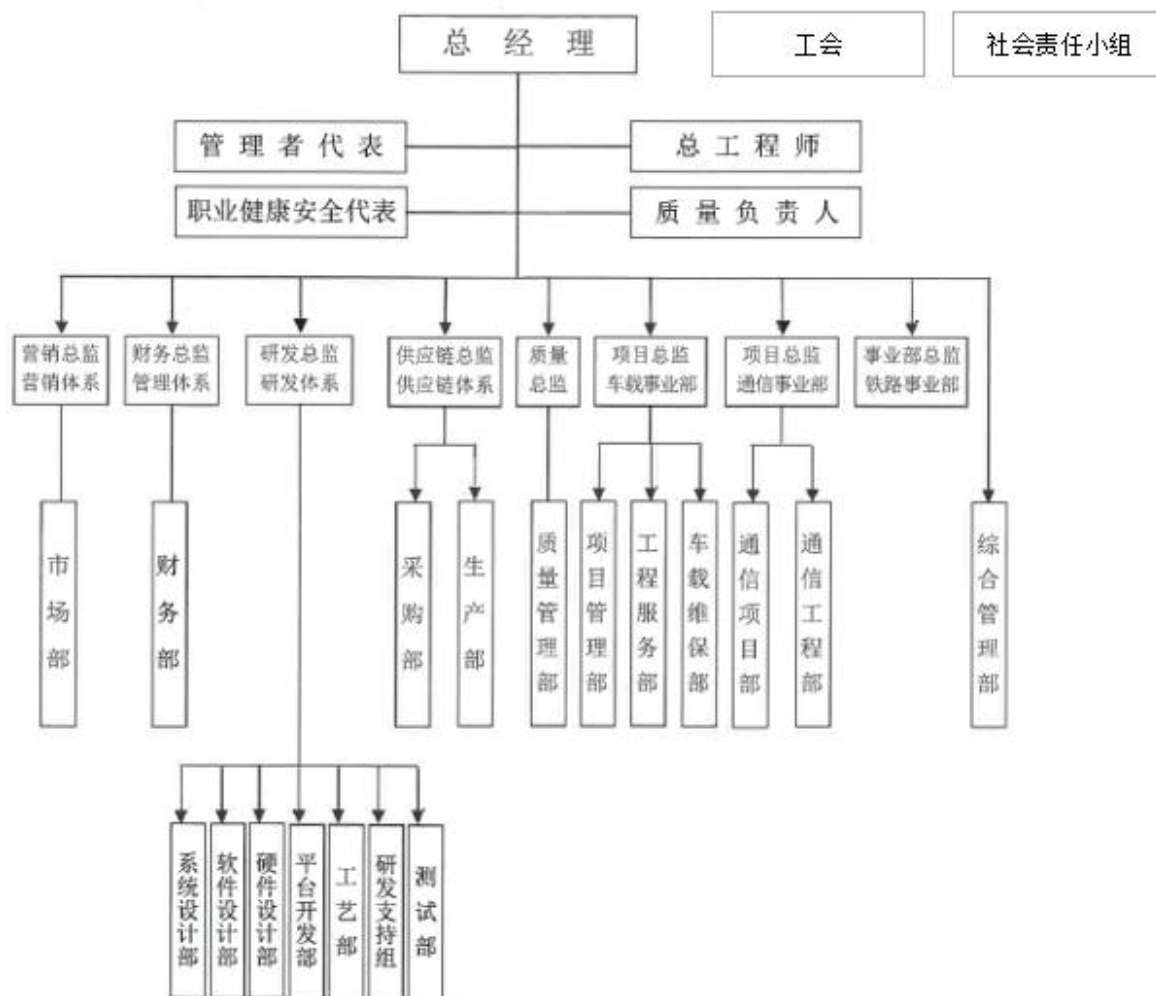 总经理
工会
社会责任小组
管理者代表
总工程师
职业健康安全代表
质量负责人
营销总监
营销体系
财务总监
管理体系
研发总监
研发体系
供应链总监
供应链体系
质量
总监
项目总监
车载事业部
项目总监
通信事业部
事业部总监
铁路事业部
市场部
财务部
采购部
生产部
质量管理部
项目管理部
工程服务部
车载维保部
通信项目部
通信工程部
综合管理部
系统设计部
软件设计部
硬件设计部
平台开发部
工艺部
研发支持组
测试部